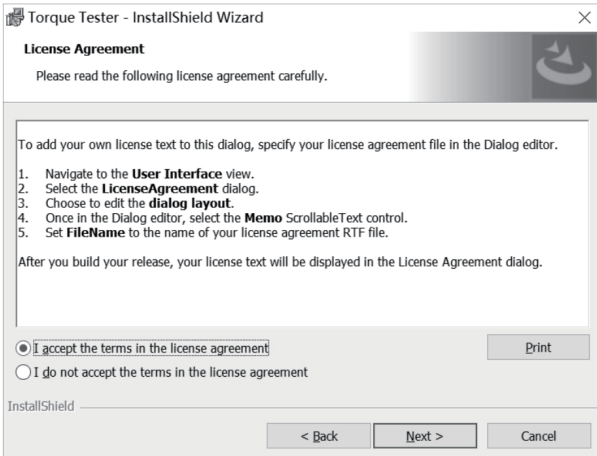 Torque Tester - InstallShield Wizard
License Agreement
Please read the following license agreement carefully.
To add your own license text to this dialog, specify your license agreement file in the Dialog editor.
1. Navigate to the User Interface view.
2. Select the LicenseAgreement dialog.
3. Choose to edit the dialog layout.
4. Once in the Dialog editor, select the Memo ScrollableText control.
5. Set FileName to the name of your license agreement RTF file.
After you build your release, your license text will be displayed in the License Agreement dialog.
I accept the terms in the license agreement
Print
I do not accept the terms in the license agreement
InstallShield
< Back Next > Cancel